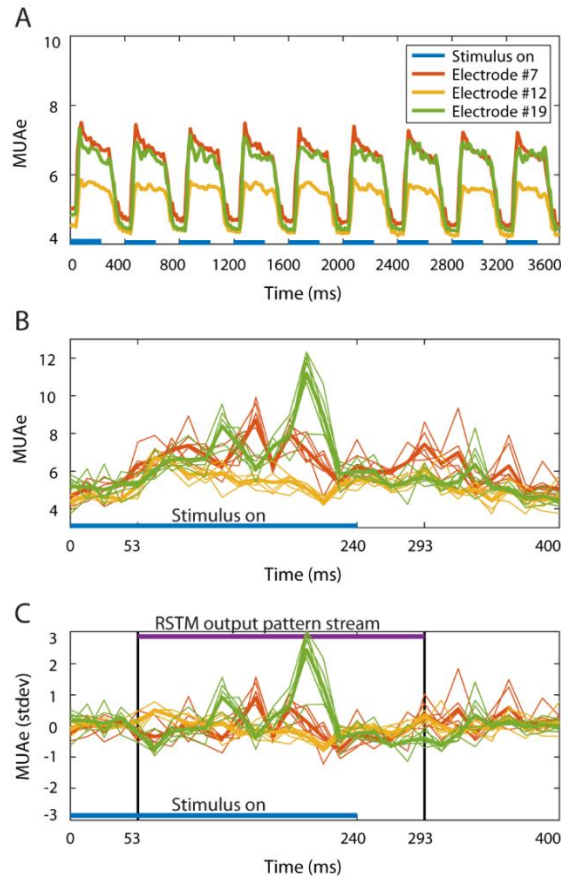 A
10
8
6
4
MUAe
Stimulus on
Electrode #7
Electrode #12
Electrode #19
0 400 800 1200 1600 2000 2400 2800 3200 3600
Time (ms)
B
12
10
8
6
4
MUAe
Stimulus on
0 53 240 293 400
Time (ms)
C
RSTM output pattern stream
3
2
1
0
-1
-2
-3
MUAe (stdev)
Stimulus on
0 53 240 293 400
Time (ms)